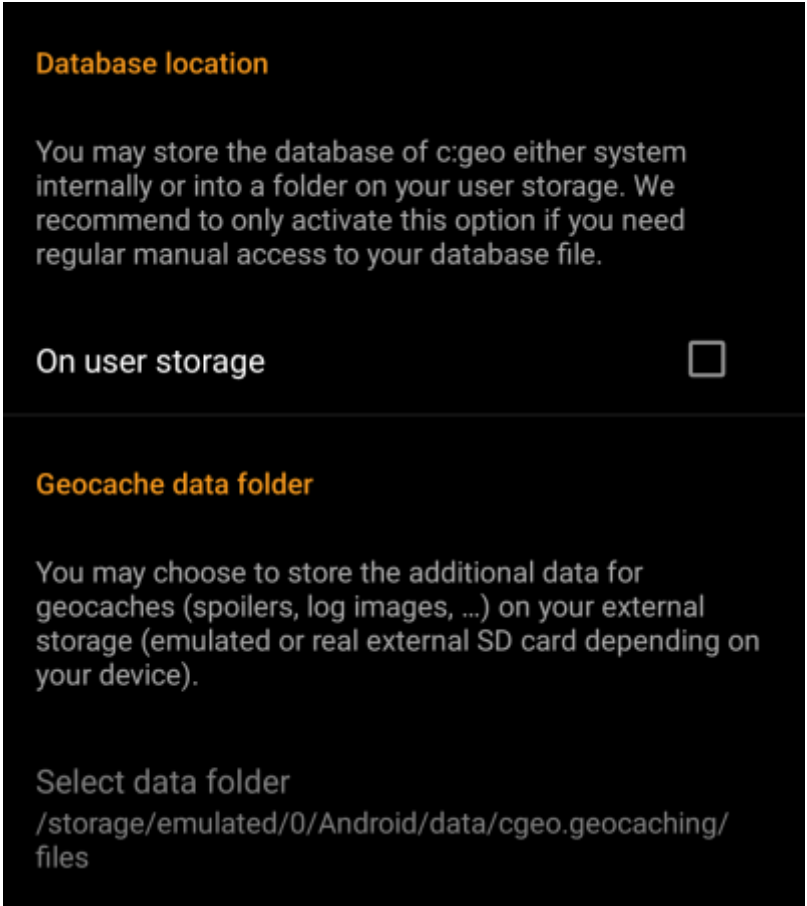 Database location
You may store the database of c:geo either system
internally or into a folder on your user storage. We
recommend to only activate this option if you need
regular manual access to your database file.
On user storage
Geocache data folder
You may choose to store the additional data for
geocaches (spoilers, log images, …) on your external
storage (emulated or real external SD card depending on
your device).
Select data folder
/storage/emulated/0/Android/data/cgeo.geocaching/
files